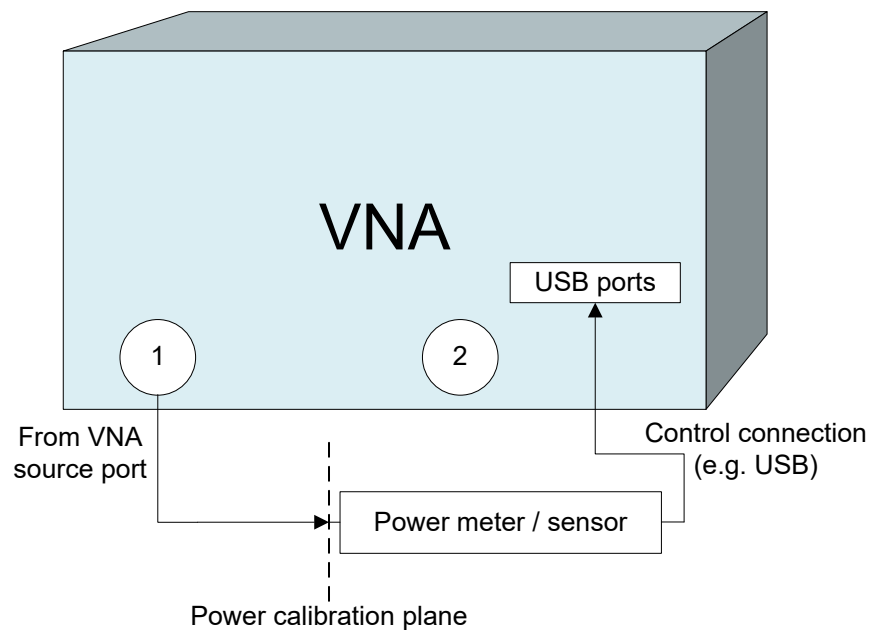 VNA
USB ports
1
2
From VNA
source port
Control connection
(e.g. USB)
Power meter / sensor
Power calibration plane